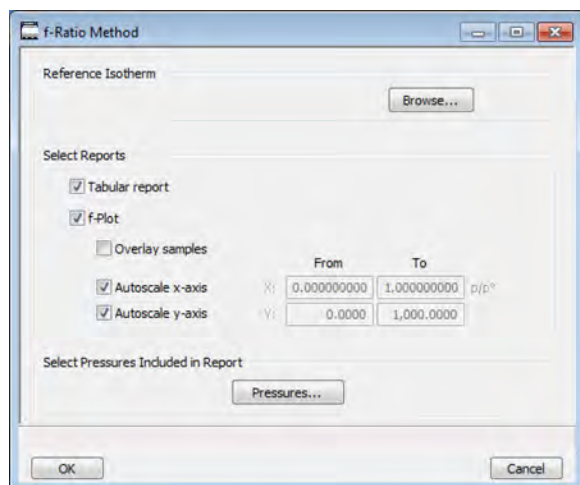 f-Ratio Method
Reference Isotherm
Browse...
Select Reports
Tabular report
f-Plot
Overlay samples
From To
Autoscale x-axis X: 0.000000000 1.000000000 p/p°
Autoscale y-axis Y: 0.0000 1,000.0000
Select Pressures Included in Report
Pressures...
OK Cancel